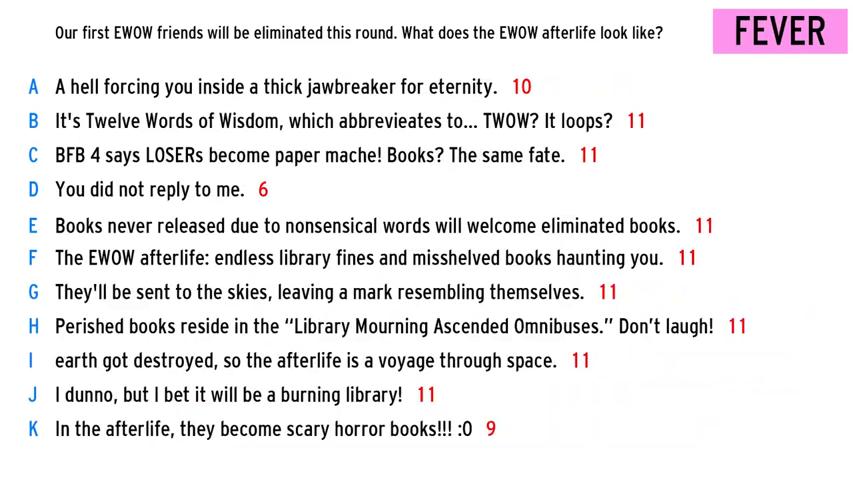 Our first EWOW friends will be eliminated this round. What does the EWOW afterlife look like?
FEVER
A A hell forcing you inside a thick jawbreaker for eternity. 10
B It's Twelve Words of Wisdom, which abbrevieates to... TWOW? It loops? 11
C BFB 4 says LOSERs become paper mache! Books? The same fate. 11
D You did not reply to me. 6
E Books never released due to nonsensical words will welcome eliminated books. 11
F The EWOW afterlife: endless library fines and misshelved books haunting you. 11
G They'll be sent to the skies, leaving a mark resembling themselves. 11
H Perished books reside in the “Library Mourning Ascended Omnibuses.” Don’t laugh! 11
I earth got destroyed, so the afterlife is a voyage through space. 11
J I dunno, but I bet it will be a burning library! 11
K In the afterlife, they become scary horror books!!! :0 9